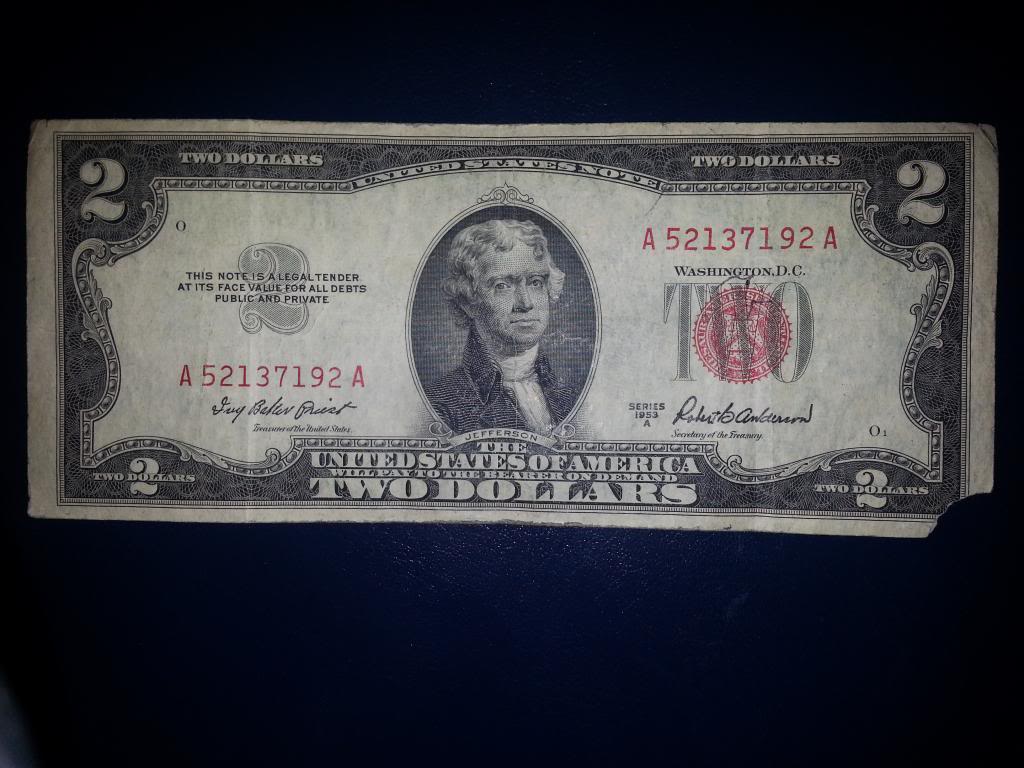 2 TWO DOLLARS UNITED STATES NOTE TWO DOLLARS 2
O
A 52137192 A
WASHINGTON, D.C.
2
THIS NOTE IS A LEGAL TENDER
AT ITS FACE VALUE FOR ALL DEBTS
PUBLIC AND PRIVATE
TWO
A 52137192 A
Ivy Baker Priest
Treasurer of the United States.
SERIES
1953
A
Robert B Anderson
Secretary of the Treasury.
O1
JEFFERSON
THE
UNITED STATES OF AMERICA
WILL PAY TO THE BEARER ON DEMAND
TWO DOLLARS
TWO DOLLARS 2
TWO DOLLARS 2